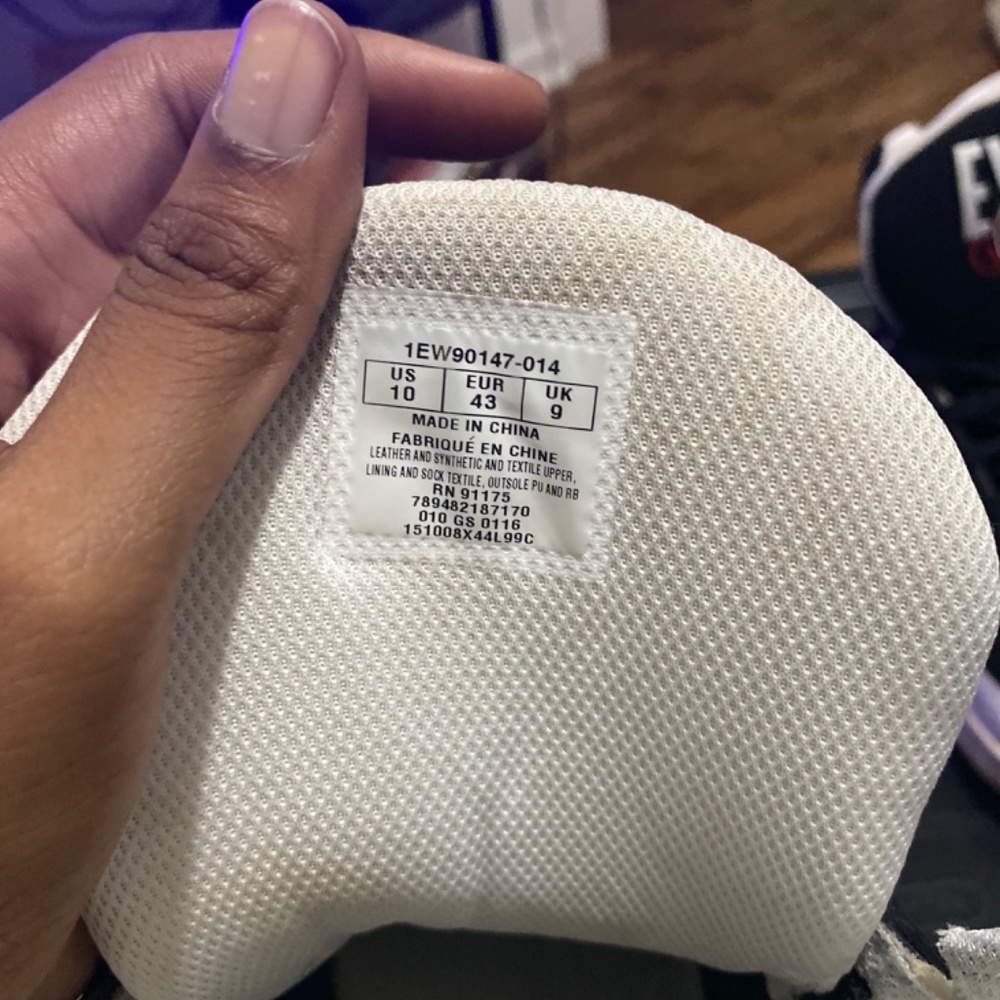 1EW90147-014
US EUR UK
10 43 9
MADE IN CHINA
FABRIQUÉ EN CHINE
LEATHER AND SYNTHETIC AND TEXTILE UPPER,
LINING AND SOCK TEXTILE, OUTSOLE PU AND RB
RN 91175
789482187170
010 GS 0116
151008X44L99C